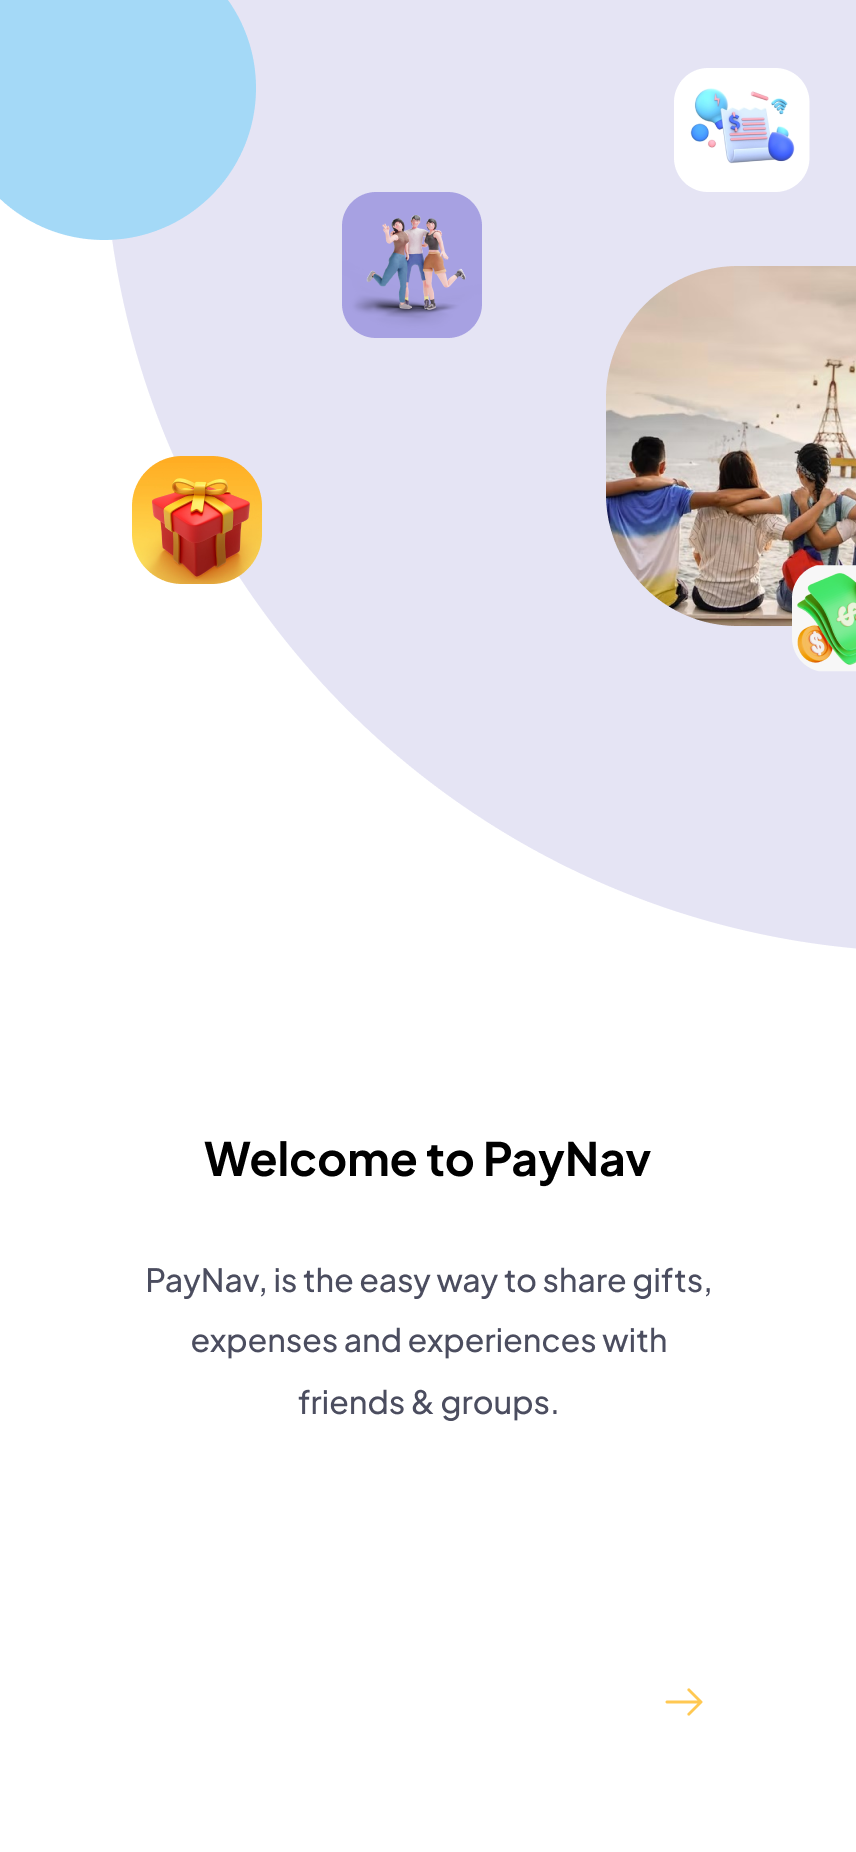 Welcome to PayNav
PayNav, is the easy way to share gifts,
expenses and experiences with
friends & groups.